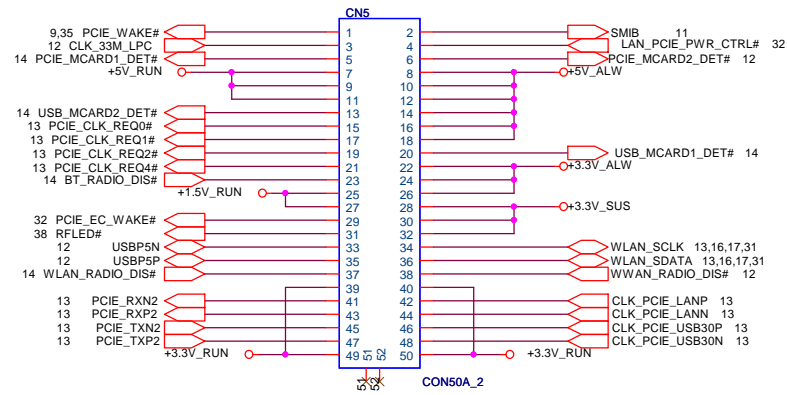 CN5
9,35 PCIE_WAKE# 1 2 SMIB 11
12 CLK_33M_LPC 3 4 LAN_PCIE_PWR_CTRL# 32
14 PCIE_MCARD1_DET# 5 6 PCIE_MCARD2_DET# 12
+5V_RUN 7 8 +5V_ALW
9 10
11 12
14 USB_MCARD2_DET# 13 14
13 PCIE_CLK_REQ0# 15 16
13 PCIE_CLK_REQ1# 17 18
13 PCIE_CLK_REQ2# 19 20 USB_MCARD1_DET# 14
13 PCIE_CLK_REQ4# 21 22 +3.3V_ALW
14 BT_RADIO_DIS# 23 24
+1.5V_RUN 25 26
27 28 +3.3V_SUS
32 PCIE_EC_WAKE# 29 30
38 RFLED# 31 32
12 USBP5N 33 34 WLAN_SCLK 13,16,17,31
12 USBP5P 35 36 WLAN_SDATA 13,16,17,31
14 WLAN_RADIO_DIS# 37 38 WWAN_RADIO_DIS# 12
39 40
13 PCIE_RXN2 41 42 CLK_PCIE_LANP 13
13 PCIE_RXP2 43 44 CLK_PCIE_LANN 13
13 PCIE_TXN2 45 46 CLK_PCIE_USB30P 13
13 PCIE_TXP2 47 48 CLK_PCIE_USB30N 13
+3.3V_RUN 49 51 52 50 +3.3V_RUN
51 52 CON50A_2